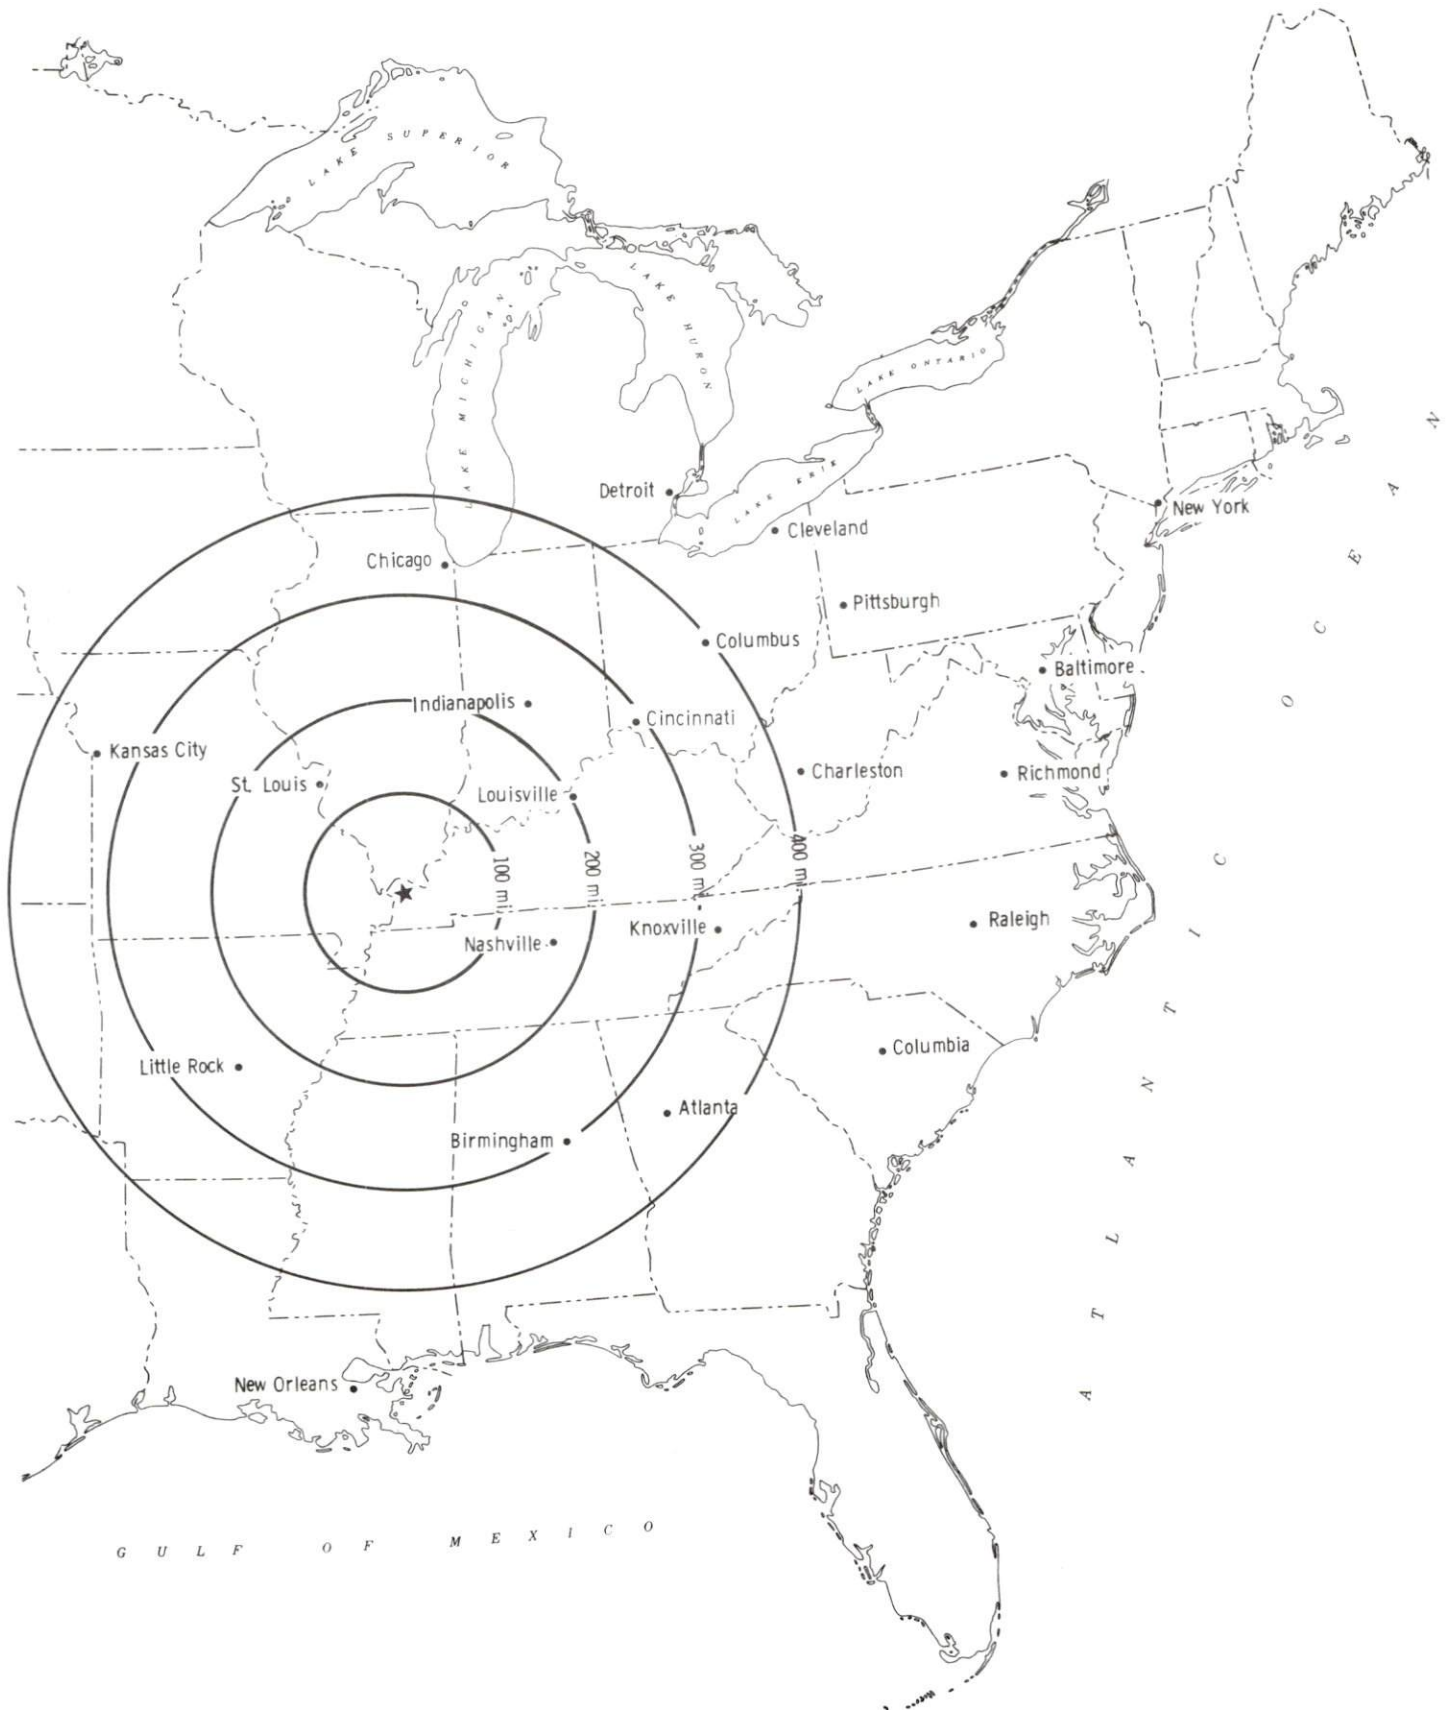 LAKE SUPERIOR
LAKE MICHIGAN
LAKE HURON
LAKE ONTARIO
LAKE ERIE
Detroit
Cleveland
New York
Chicago
Pittsburgh
Columbus
Baltimore
Indianapolis
Cincinnati
Kansas City
St. Louis
Louisville
Charleston
Richmond
100 mi
200 mi
300 mi
400 mi
Nashville
Knoxville
Raleigh
Little Rock
Columbia
Birmingham
Atlanta
New Orleans
ATLANTIC OCEAN
GULF OF MEXICO